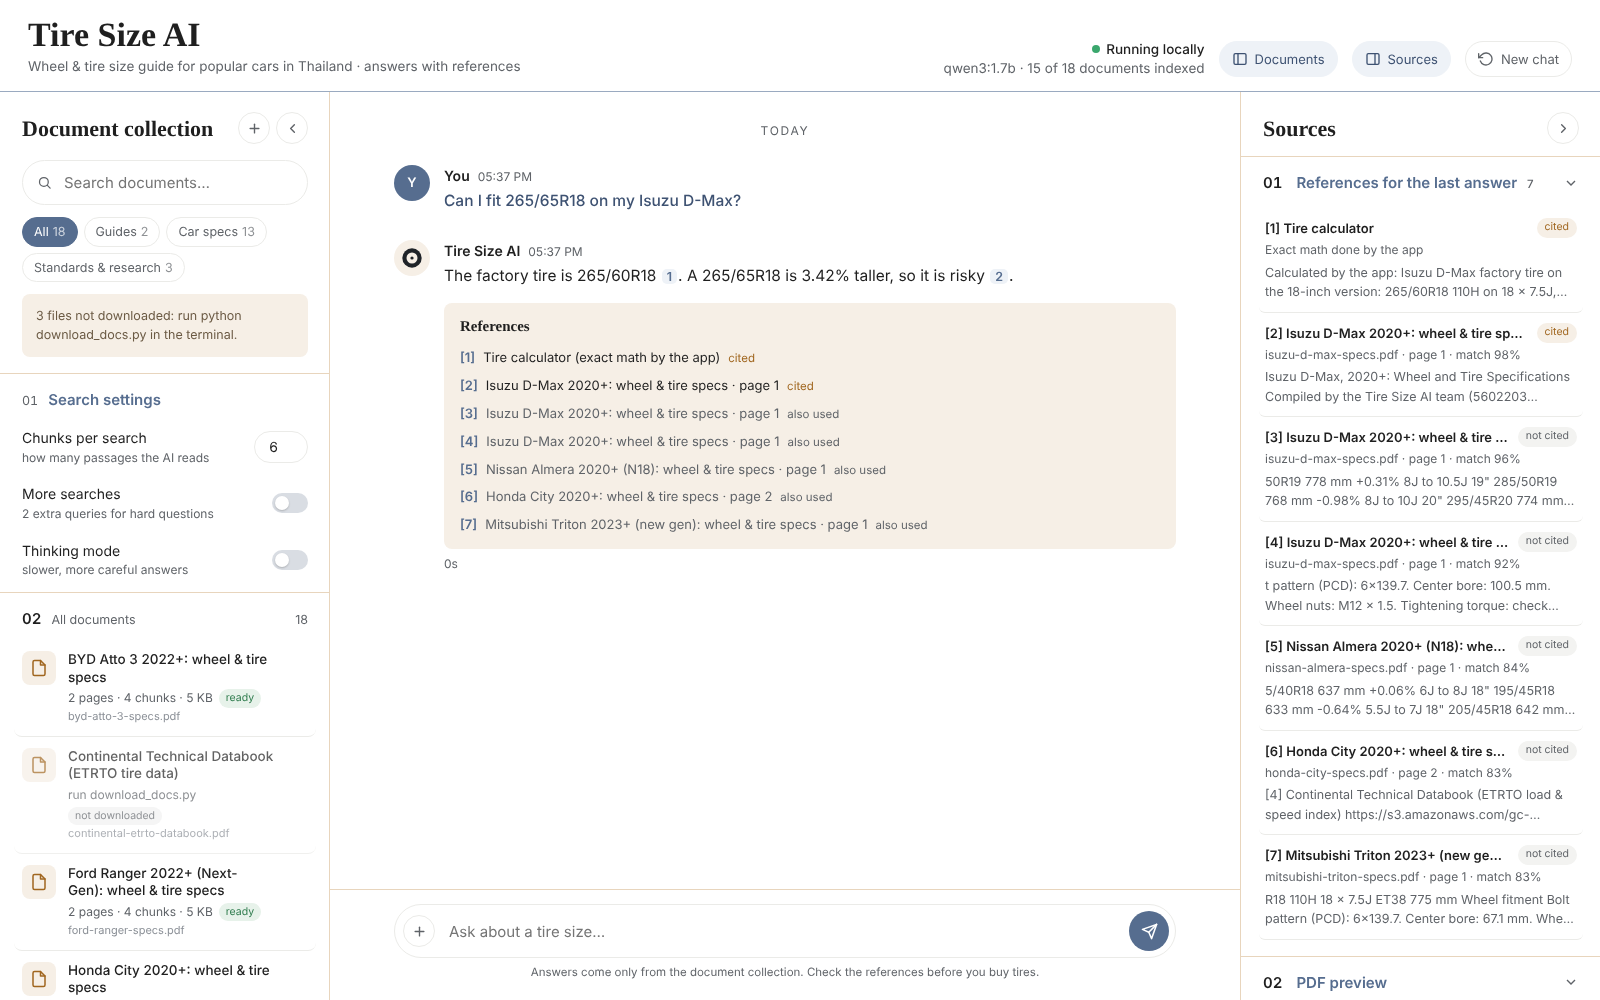 Tire Size AI
Wheel & tire size guide for popular cars in Thailand · answers with references
Running locally
qwen3:1.7b · 15 of 18 documents indexed
Documents
Sources
New chat
Document collection
Search documents...
All 18
Guides 2
Car specs 13
Standards & research 3
3 files not downloaded: run python
download_docs.py in the terminal.
01 Search settings
Chunks per search
how many passages the AI reads
6
More searches
2 extra queries for hard questions
Thinking mode
slower, more careful answers
02 All documents 18
BYD Atto 3 2022+: wheel & tire
specs
2 pages · 4 chunks · 5 KB ready
byd-atto-3-specs.pdf
Continental Technical Databook
(ETRTO tire data)
run download_docs.py
not downloaded
continental-etrto-databook.pdf
Ford Ranger 2022+ (Next-
Gen): wheel & tire specs
2 pages · 4 chunks · 5 KB ready
ford-ranger-specs.pdf
Honda City 2020+: wheel & tire
specs
TODAY
Y
You 05:37 PM
Can I fit 265/65R18 on my Isuzu D-Max?
Tire Size AI 05:37 PM
The factory tire is 265/60R18 1. A 265/65R18 is 3.42% taller, so it is risky 2.
References
[1] Tire calculator (exact math by the app) cited
[2] Isuzu D-Max 2020+: wheel & tire specs · page 1 cited
[3] Isuzu D-Max 2020+: wheel & tire specs · page 1 also used
[4] Isuzu D-Max 2020+: wheel & tire specs · page 1 also used
[5] Nissan Almera 2020+ (N18): wheel & tire specs · page 1 also used
[6] Honda City 2020+: wheel & tire specs · page 2 also used
[7] Mitsubishi Triton 2023+ (new gen): wheel & tire specs · page 1 also used
0s
Ask about a tire size...
Answers come only from the document collection. Check the references before you buy tires.
Sources
01 References for the last answer 7
[1] Tire calculator cited
Exact math done by the app
Calculated by the app: Isuzu D-Max factory tire on
the 18-inch version: 265/60R18 110H on 18 × 7.5J,...
[2] Isuzu D-Max 2020+: wheel & tire sp... cited
isuzu-d-max-specs.pdf · page 1 · match 98%
Isuzu D-Max, 2020+: Wheel and Tire Specifications
Compiled by the Tire Size AI team (5602203...
[3] Isuzu D-Max 2020+: wheel & tire ... not cited
isuzu-d-max-specs.pdf · page 1 · match 96%
50R19 778 mm +0.31% 8J to 10.5J 19" 285/50R19
768 mm -0.98% 8J to 10J 20" 295/45R20 774 mm...
[4] Isuzu D-Max 2020+: wheel & tire ... not cited
isuzu-d-max-specs.pdf · page 1 · match 92%
t pattern (PCD): 6×139.7. Center bore: 100.5 mm.
Wheel nuts: M12 × 1.5. Tightening torque: check...
[5] Nissan Almera 2020+ (N18): whe... not cited
nissan-almera-specs.pdf · page 1 · match 84%
5/40R18 637 mm +0.06% 6J to 8J 18" 195/45R18
633 mm -0.64% 5.5J to 7J 18" 205/45R18 642 mm...
[6] Honda City 2020+: wheel & tire s... not cited
honda-city-specs.pdf · page 2 · match 83%
[4] Continental Technical Databook (ETRTO load &
speed index) https://s3.amazonaws.com/gc-...
[7] Mitsubishi Triton 2023+ (new ge... not cited
mitsubishi-triton-specs.pdf · page 1 · match 83%
R18 110H 18 × 7.5J ET38 775 mm Wheel fitment Bolt
pattern (PCD): 6×139.7. Center bore: 67.1 mm. Whe...
02 PDF preview